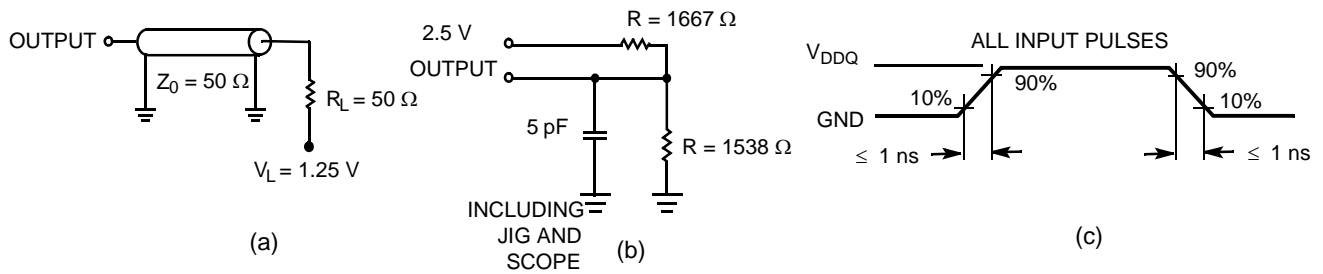 OUTPUT
Z0 = 50 Ω
RL = 50 Ω
VL = 1.25 V
(a)
R = 1667 Ω
2.5 V
OUTPUT
5 pF
R = 1538 Ω
INCLUDING
JIG AND
SCOPE
(b)
ALL INPUT PULSES
VDDQ
GND
10%
90%
90%
10%
≤ 1 ns
≤ 1 ns
(c)